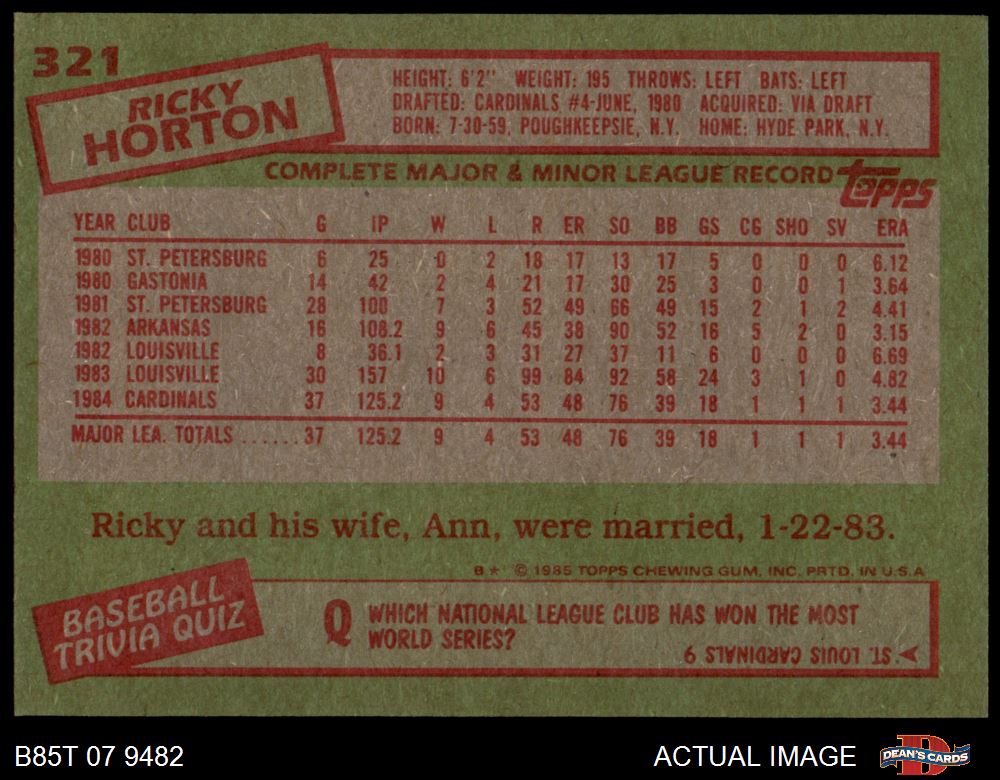 321
RICKY
HORTON
HEIGHT: 6'2" WEIGHT: 195 THROWS: LEFT BATS: LEFT
DRAFTED: CARDINALS #4-JUNE, 1980 ACQUIRED: VIA DRAFT
BORN: 7-30-59, POUGHKEEPSIE, N.Y. HOME: HYDE PARK, N.Y.
COMPLETE MAJOR & MINOR LEAGUE RECORD topps
YEAR CLUB G IP W L R ER SO BB GS CG SHO SV ERA
1980 ST. PETERSBURG 6 25 0 2 18 17 13 17 5 0 0 0 6.12
1980 GASTONIA 14 42 2 4 21 17 30 25 3 0 0 1 3.64
1981 ST. PETERSBURG 28 100 7 3 52 49 66 49 15 2 1 2 4.41
1982 ARKANSAS 16 108.2 9 6 45 38 90 52 16 5 2 0 3.15
1982 LOUISVILLE 8 36.1 2 3 31 27 37 11 6 0 0 0 6.69
1983 LOUISVILLE 30 157 10 6 99 84 92 58 24 3 1 0 4.82
1984 CARDINALS 37 125.2 9 4 53 48 76 39 18 1 1 1 3.44
MAJOR LEA. TOTALS ...... 37 125.2 9 4 53 48 76 39 18 1 1 1 3.44
Ricky and his wife, Ann, were married, 1-22-83.
B* © 1985 TOPPS CHEWING GUM, INC. PRTD. IN U.S.A.
BASEBALL
TRIVIA QUIZ
Q WHICH NATIONAL LEAGUE CLUB HAS WON THE MOST
WORLD SERIES?
ST. LOUIS CARDINALS 9
B85T 07 9482
ACTUAL IMAGE
D
DEAN'S CARDS